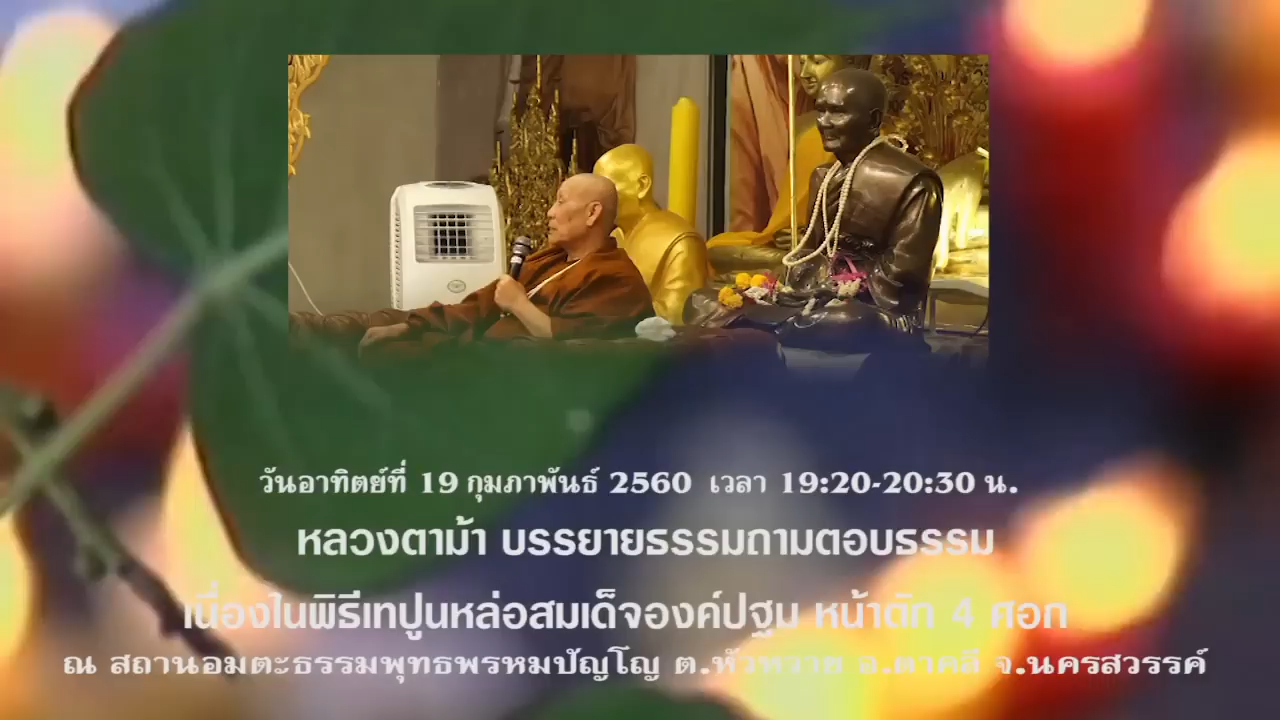 วันอาทิตย์ที่ 19 กุมภาพันธ์ 2560 เวลา 19:20-20:30 น.
หลวงตาม้า บรรยายธรรมถามตอบธรรม
เนื่องในพิธีเทปูนหล่อสมเด็จองค์ปฐม หน้าตัก 4 ศอก
ณ สถานอมตะธรรมพุทธพรหมปัญโญ ต.หัวหวาย อ.ตาคลี จ.นครสวรรค์